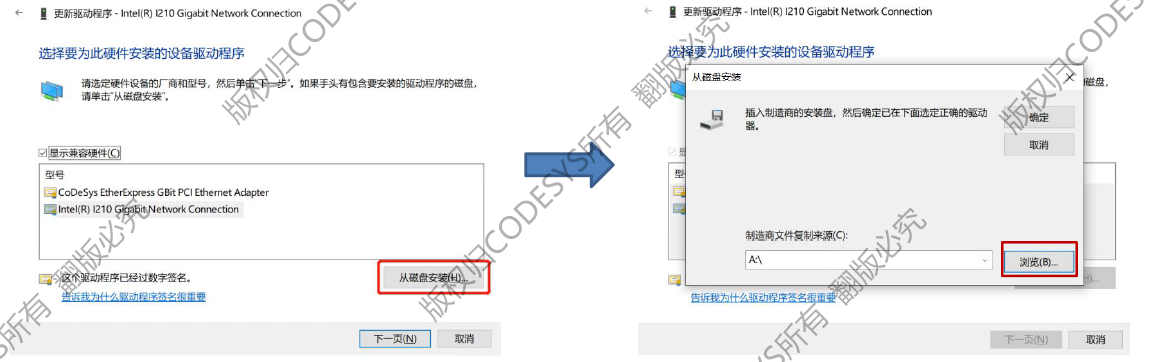 ← 更新驱动程序 - Intel(R) I210 Gigabit Network Connection
选择要为此硬件安装的设备驱动程序
请选定硬件设备的厂商和型号，然后单击"下一步"。如果手头有包含要安装的驱动程序的磁盘，
请单击"从磁盘安装"。
显示兼容硬件(C)
型号
CoDeSys EtherExpress GBit PCI Ethernet Adapter
Intel(R) I210 Gigabit Network Connection
这个驱动程序已经过数字签名。
从磁盘安装(H)...
告诉我为什么驱动程序签名很重要
下一页(N)
取消
← 更新驱动程序 - Intel(R) I210 Gigabit Network Connection
选择要为此硬件安装的设备驱动程序
从磁盘安装
磁盘，
插入制造商的安装盘，然后确定已在下面选定正确的驱动
器。
确定
取消
型
制造商文件复制来源(C):
A:\
浏览(B)...
告诉我为什么驱动程序签名很重要
下一页(N)
取消
版权归CODESYS所有 翻版必究